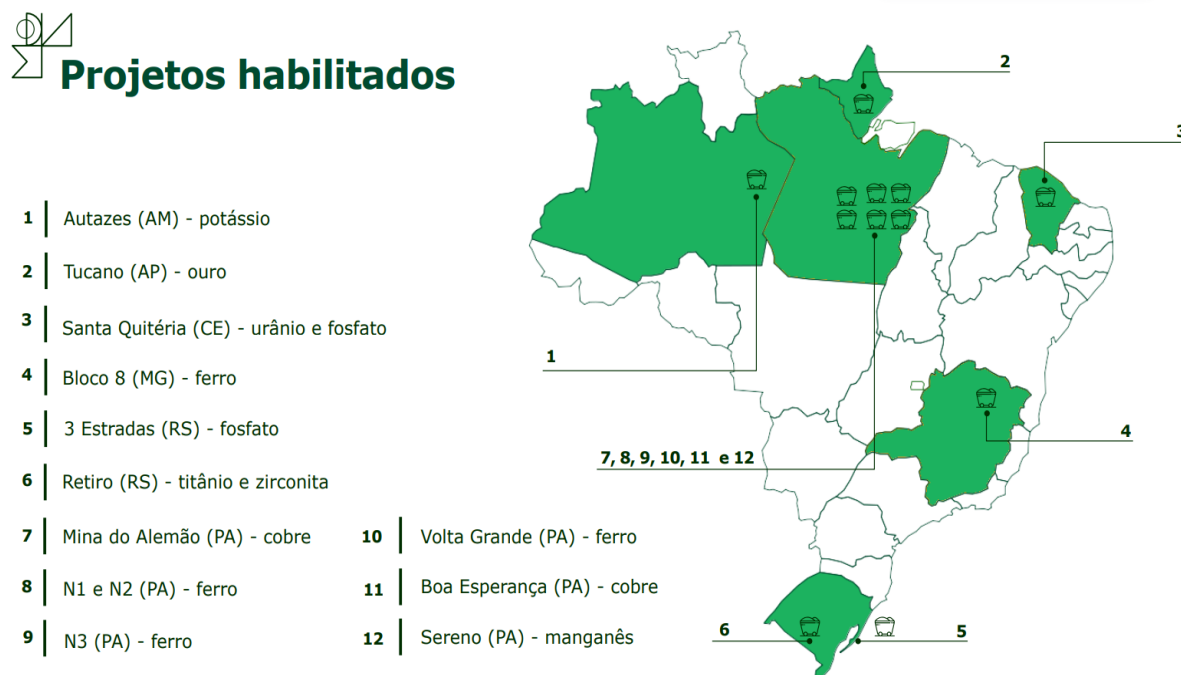 Projetos habilitados
1 Autazes (AM) - potássio
2 Tucano (AP) - ouro
3 Santa Quitéria (CE) - urânio e fosfato
4 Bloco 8 (MG) - ferro
5 3 Estradas (RS) - fosfato
6 Retiro (RS) - titânio e zirconita
7 Mina do Alemão (PA) - cobre
8 N1 e N2 (PA) - ferro
9 N3 (PA) - ferro
10 Volta Grande (PA) - ferro
11 Boa Esperança (PA) - cobre
12 Sereno (PA) - manganês
2
3
1
4
7, 8, 9, 10, 11 e 12
6
5